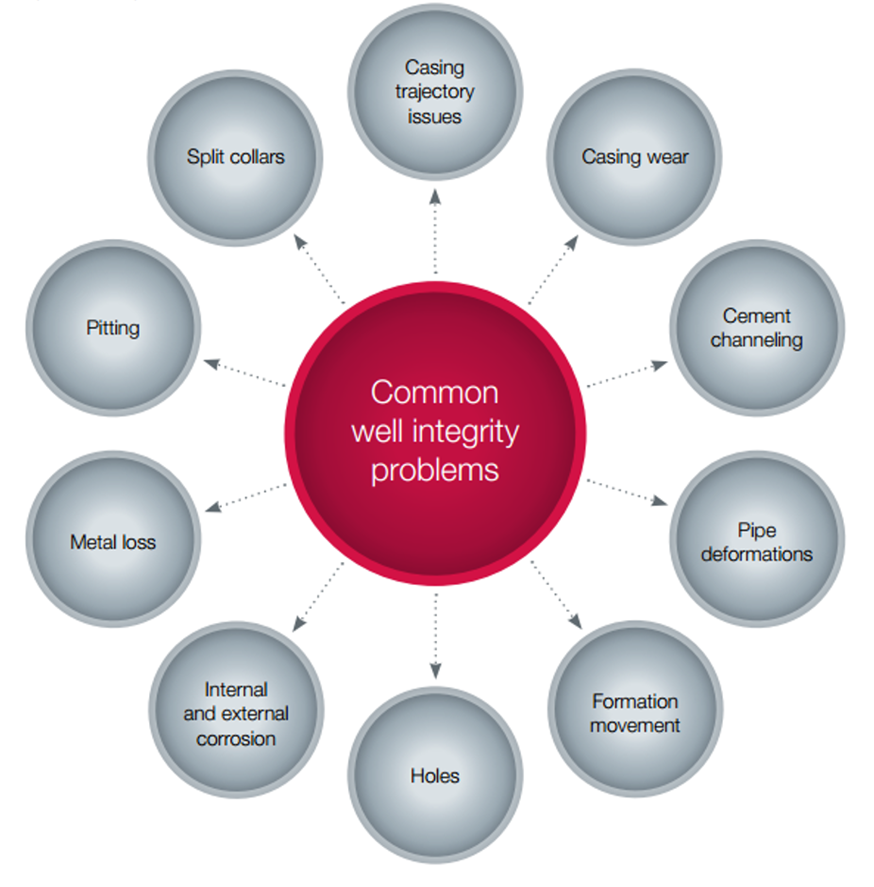 Common
well integrity
problems
Casing
trajectory
issues
Casing wear
Cement
channeling
Pipe
deformations
Formation
movement
Holes
Internal
and external
corrosion
Metal loss
Pitting
Split collars